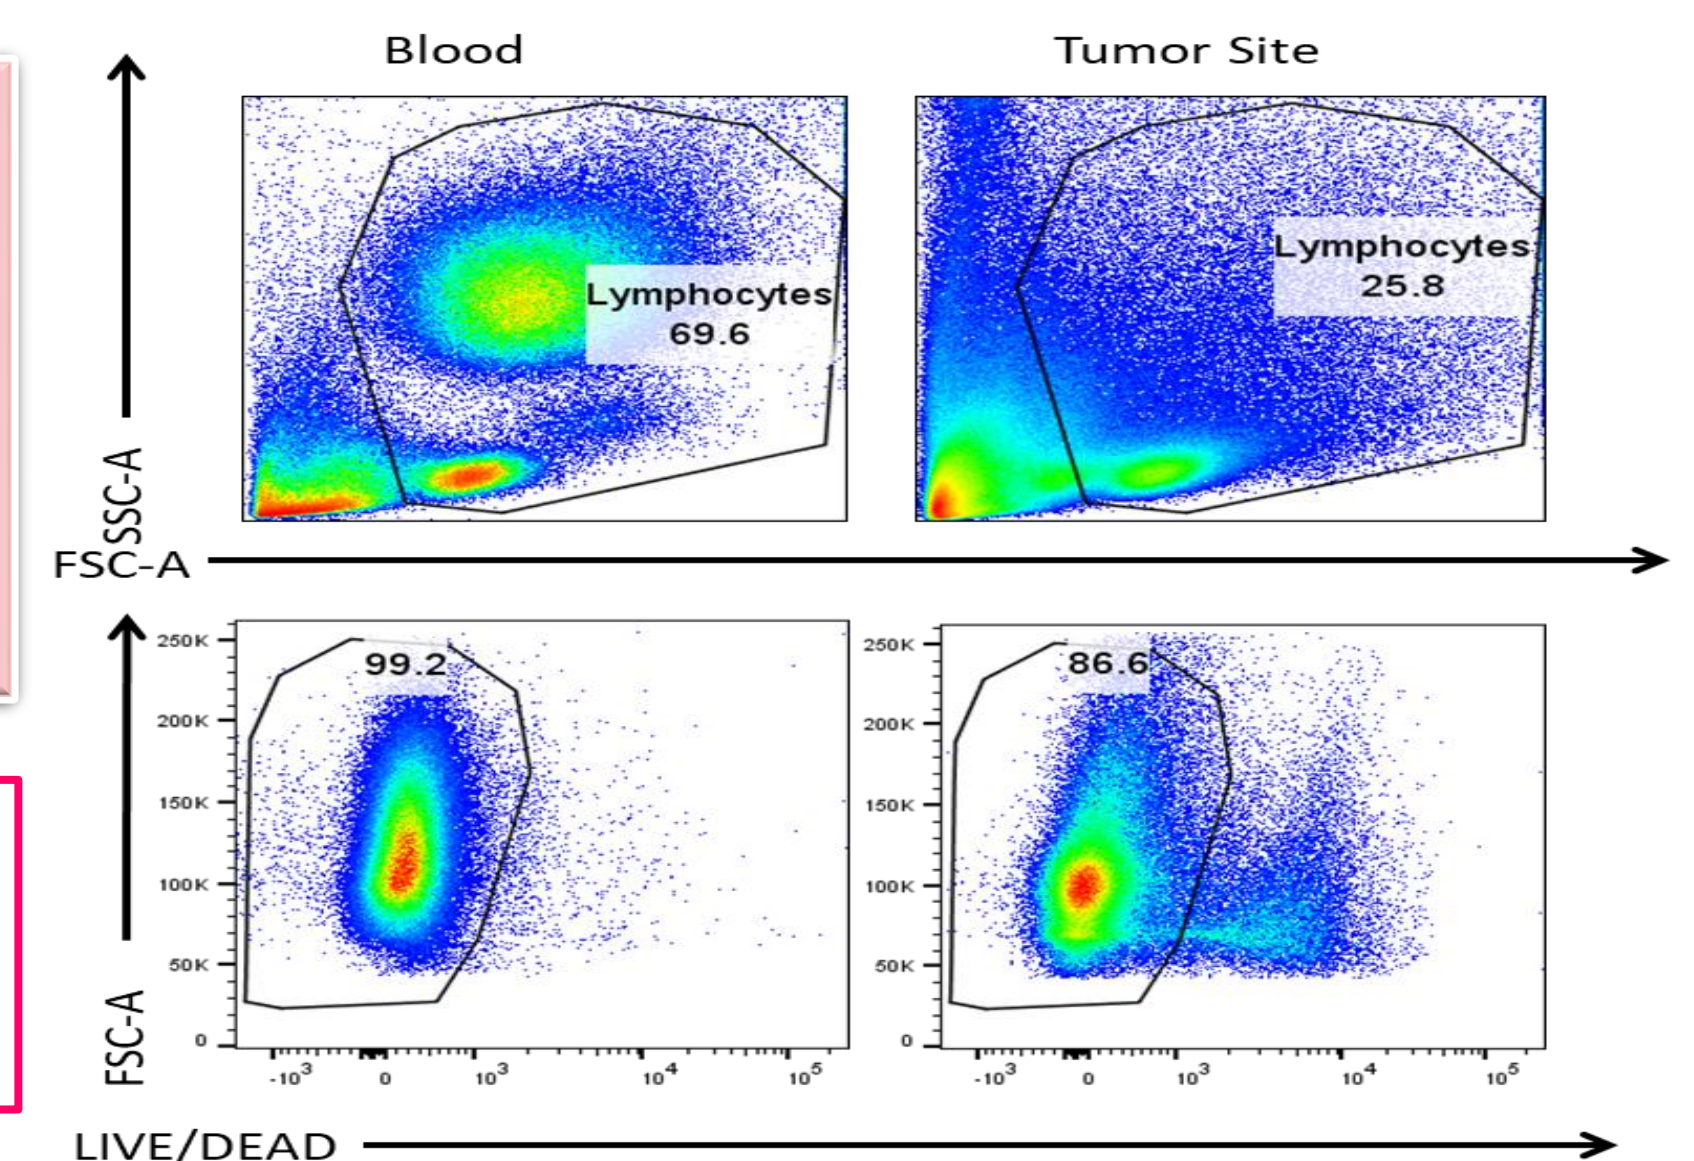 Blood
Tumor Site
SSC-A
Lymphocytes
69.6
Lymphocytes
25.8
FSC-A
FSC-A
250K
200K
150K
100K
50K
0
99.2
-10³ 0 10³ 10⁴ 10⁵
250K
200K
150K
100K
50K
0
86.6
-10³ 0 10³ 10⁴ 10⁵
LIVE/DEAD